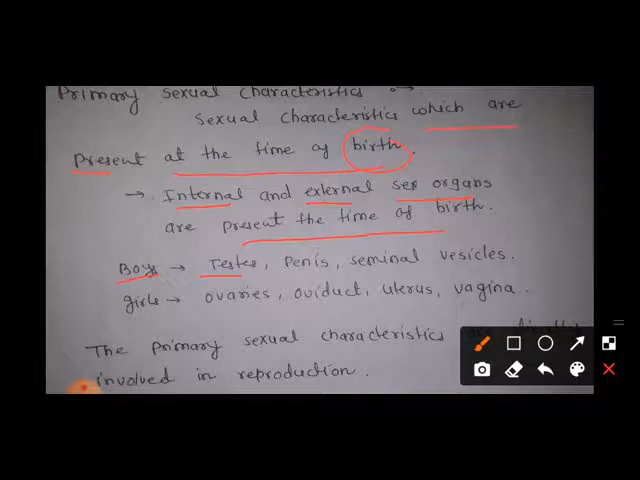 Primary sexual characteristics :→
sexual characteristics which are
Present at the time of birth.
→ Internal and external sex organs
are present the time of birth.
Boys → Testes, Penis, seminal vesicles.
girls → ovaries, oviduct, uterus, vagina.
The primary sexual characteristics
involved in reproduction.